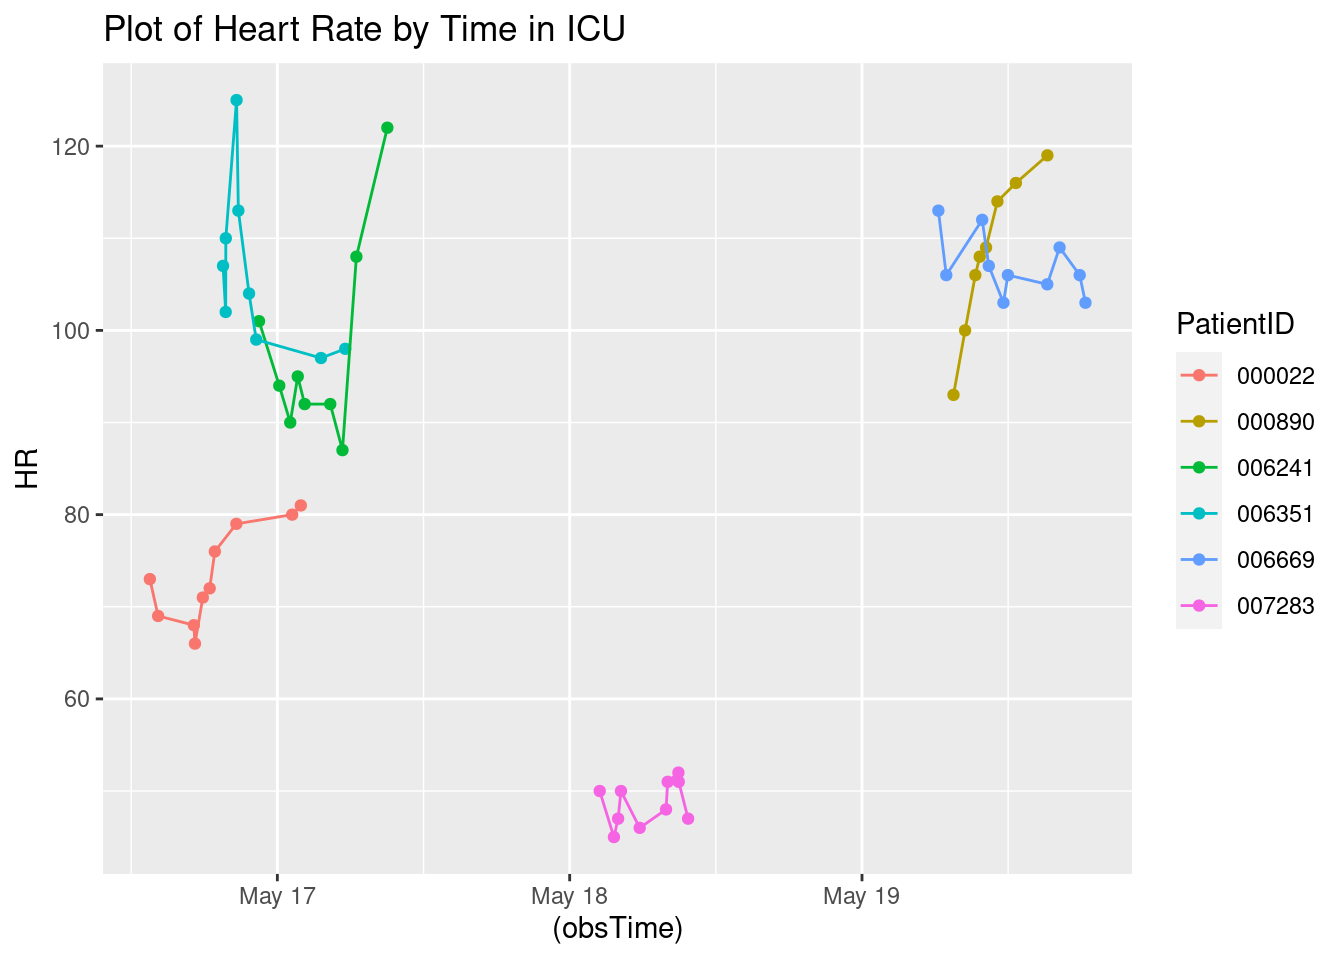 Plot of Heart Rate by Time in ICU
120
100
80
60
HR
May 17
May 18
May 19
(obsTime)
PatientID
000022
000890
006241
006351
006669
007283